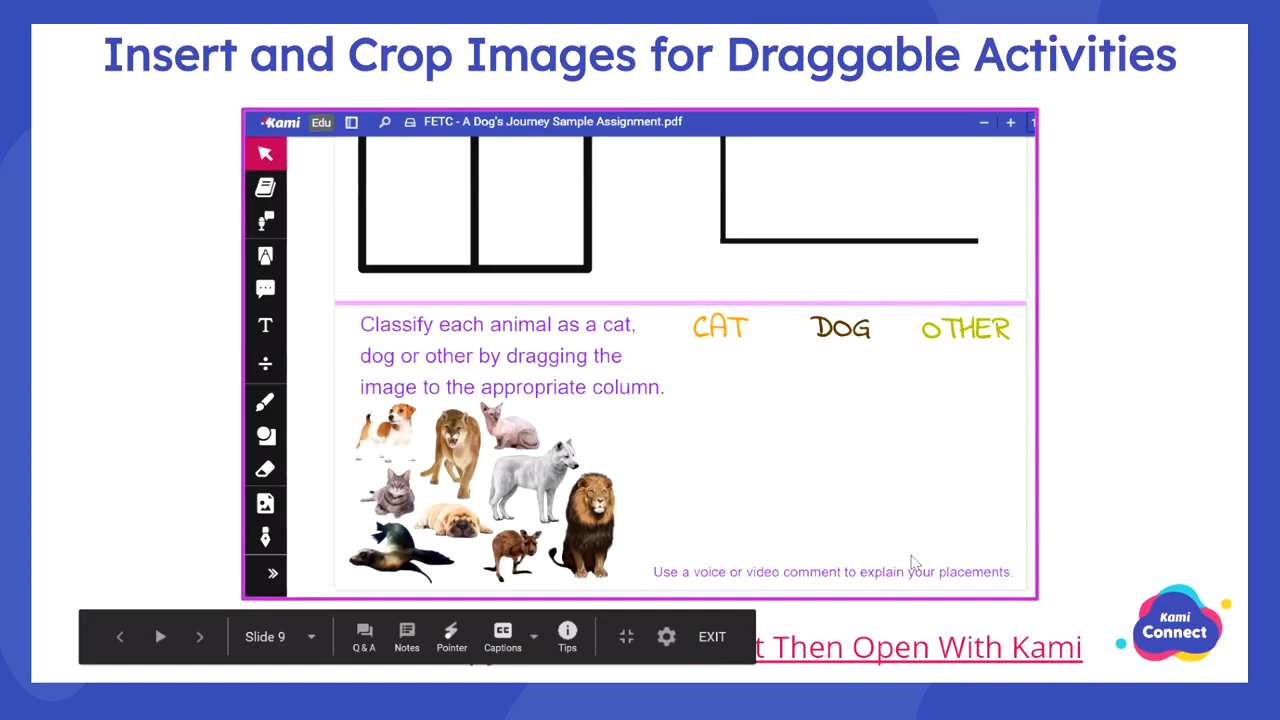 Insert and Crop Images for Draggable Activities
Kami Edu FETC - A Dog's Journey Sample Assignment.pdf
Classify each animal as a cat,
dog or other by dragging the
image to the appropriate column.
CAT DOG OTHER
Use a voice or video comment to explain your placements.
Slide 9 Q & A Notes Pointer Captions Tips EXIT
t Then Open With Kami
Kami
Connect